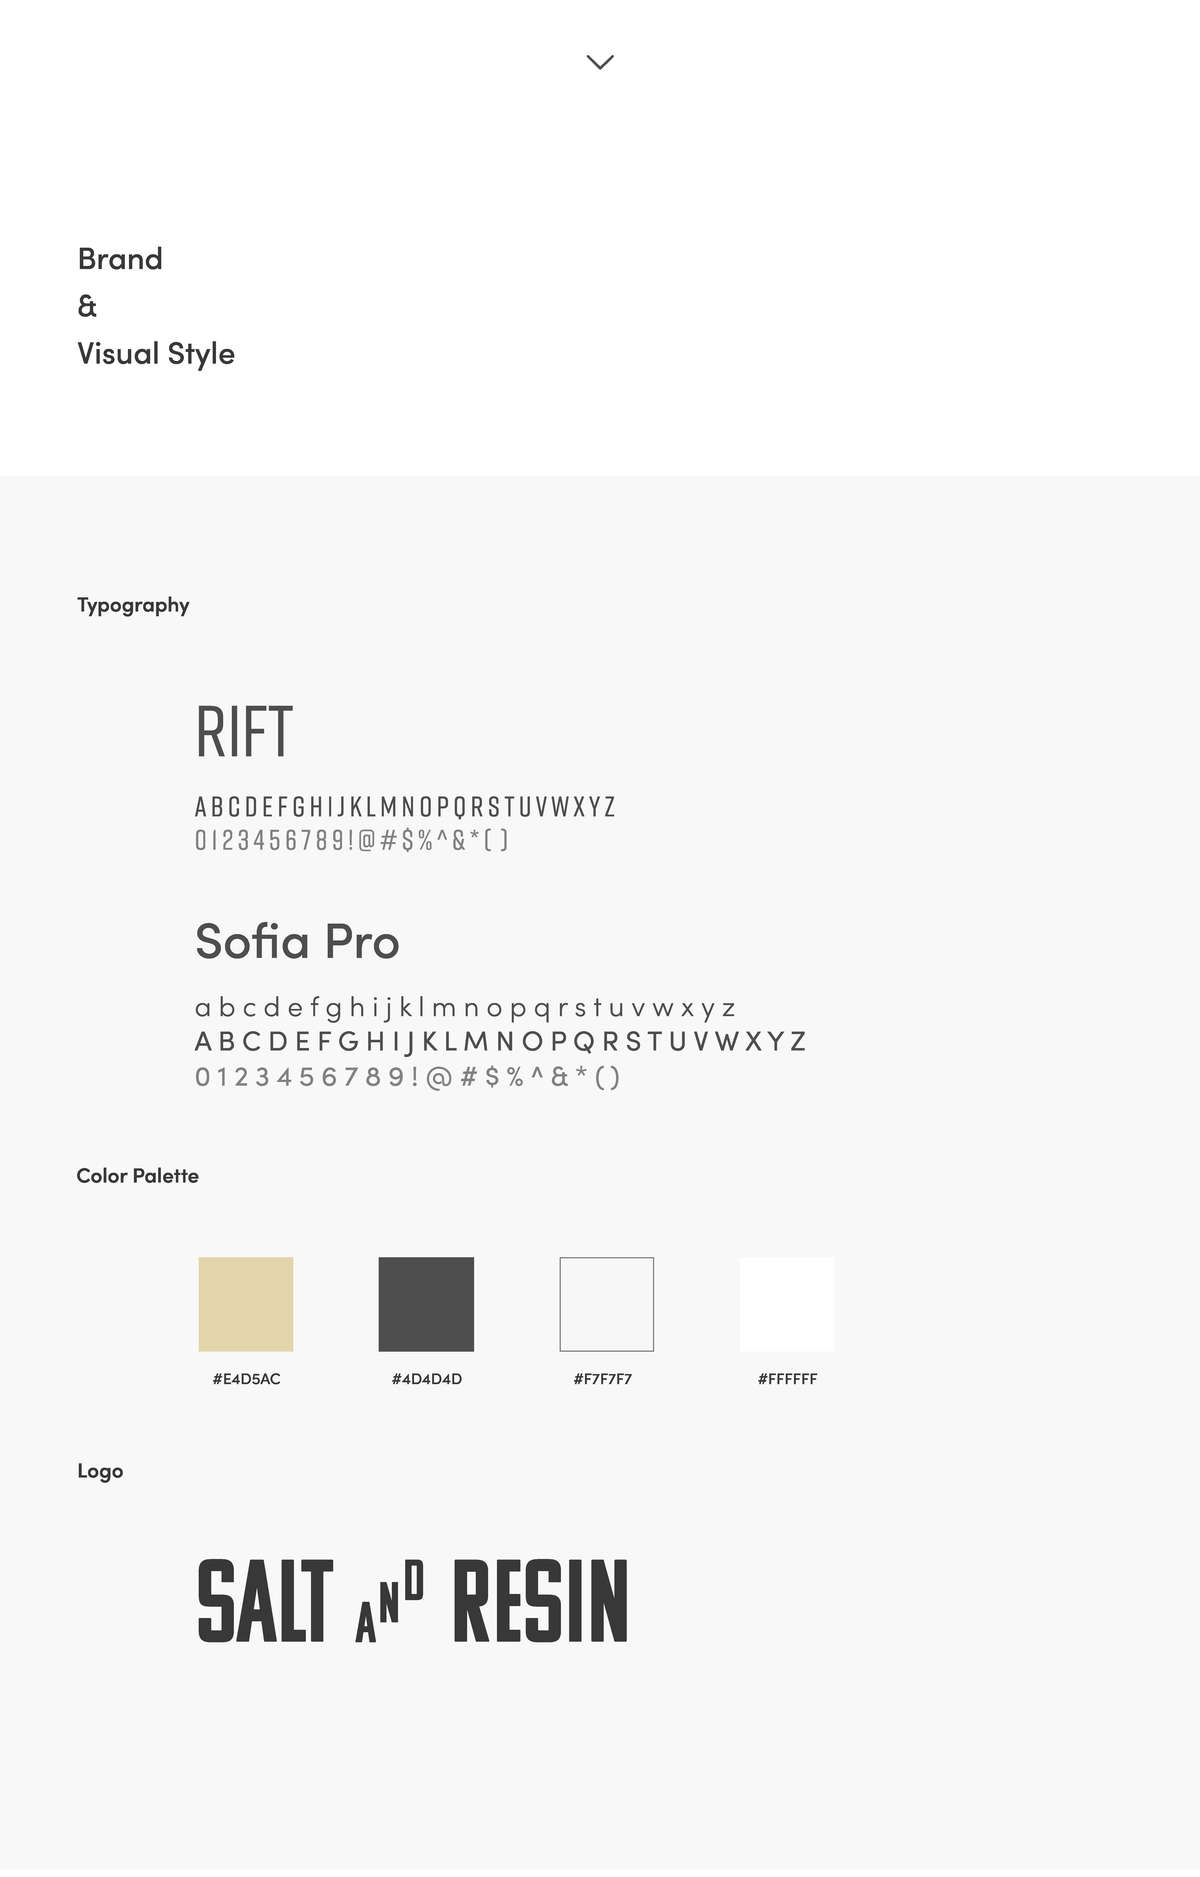 Brand
&
Visual Style
Typography
RIFT
ABCDEFGHIJKLMNOPQRSTUVWXYZ
0123456789!@#$%^&*()
Sofia Pro
abcdefghijklmnopqrstuvwxyz
ABCDEFGHIJKLMNOPQRSTUVWXYZ
0123456789!@#$%^&*()
Color Palette
#E4D5AC #4D4D4D #F7F7F7 #FFFFFF
Logo
SALT AND RESIN